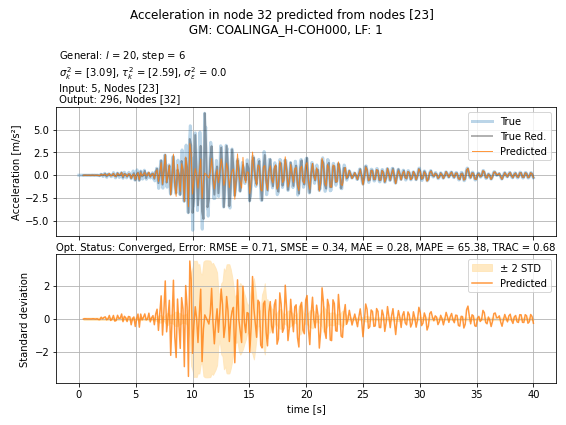 Acceleration in node 32 predicted from nodes [23]
GM: COALINGA_H-COH000, LF: 1
General: l = 20, step = 6
σ²ₖ = [3.09], τ²ₖ = [2.59], σ²ₜ = 0.0
Input: 5, Nodes [23]
Output: 296, Nodes [32]
True
True Red.
Predicted
Acceleration [m/s²]
5.0
2.5
0.0
−2.5
−5.0
Opt. Status: Converged, Error: RMSE = 0.71, SMSE = 0.34, MAE = 0.28, MAPE = 65.38, TRAC = 0.68
± 2 STD
Predicted
Standard deviation
2
0
−2
0 5 10 15 20 25 30 35 40
time [s]